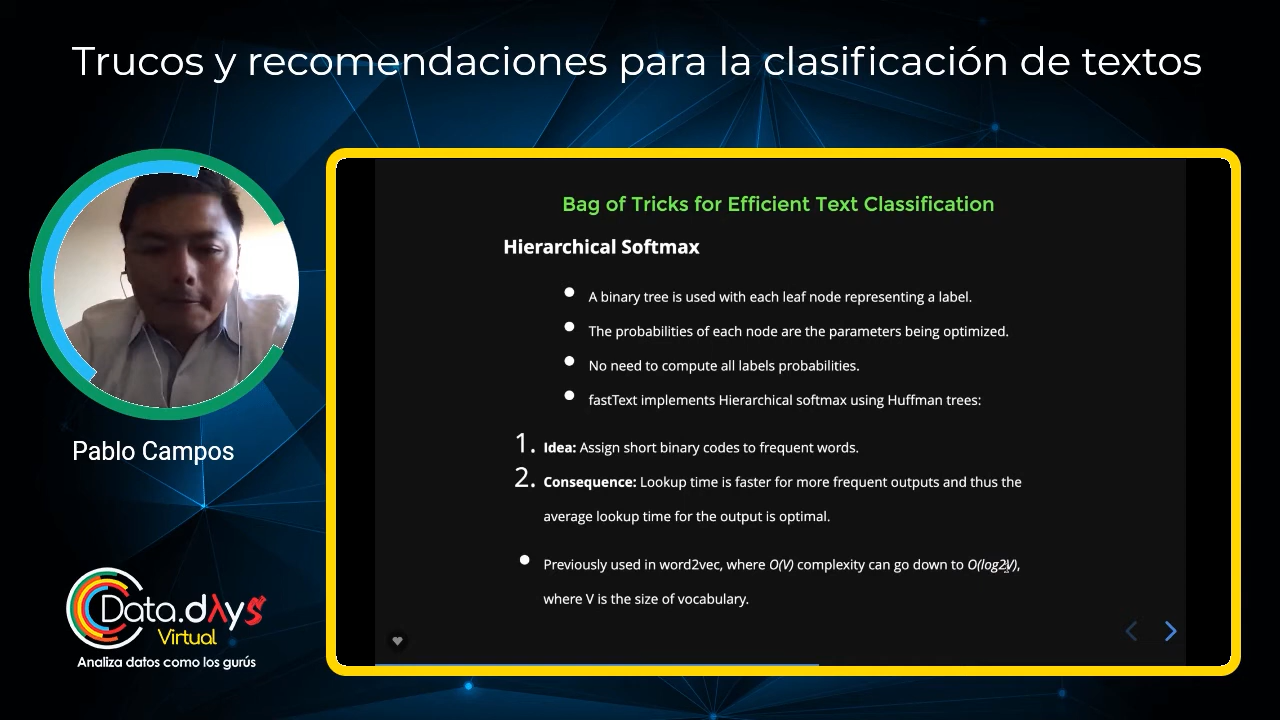 Trucos y recomendaciones para la clasificación de textos
Bag of Tricks for Efficient Text Classification
Hierarchical Softmax
A binary tree is used with each leaf node representing a label.
The probabilities of each node are the parameters being optimized.
No need to compute all labels probabilities.
fastText implements Hierarchical softmax using Huffman trees:
1. Idea: Assign short binary codes to frequent words.
2. Consequence: Lookup time is faster for more frequent outputs and thus the
average lookup time for the output is optimal.
Previously used in word2vec, where O(V) complexity can go down to O(log2V),
where V is the size of vocabulary.
Pablo Campos
Data.dλys
Virtual
Analiza datos como los gurús